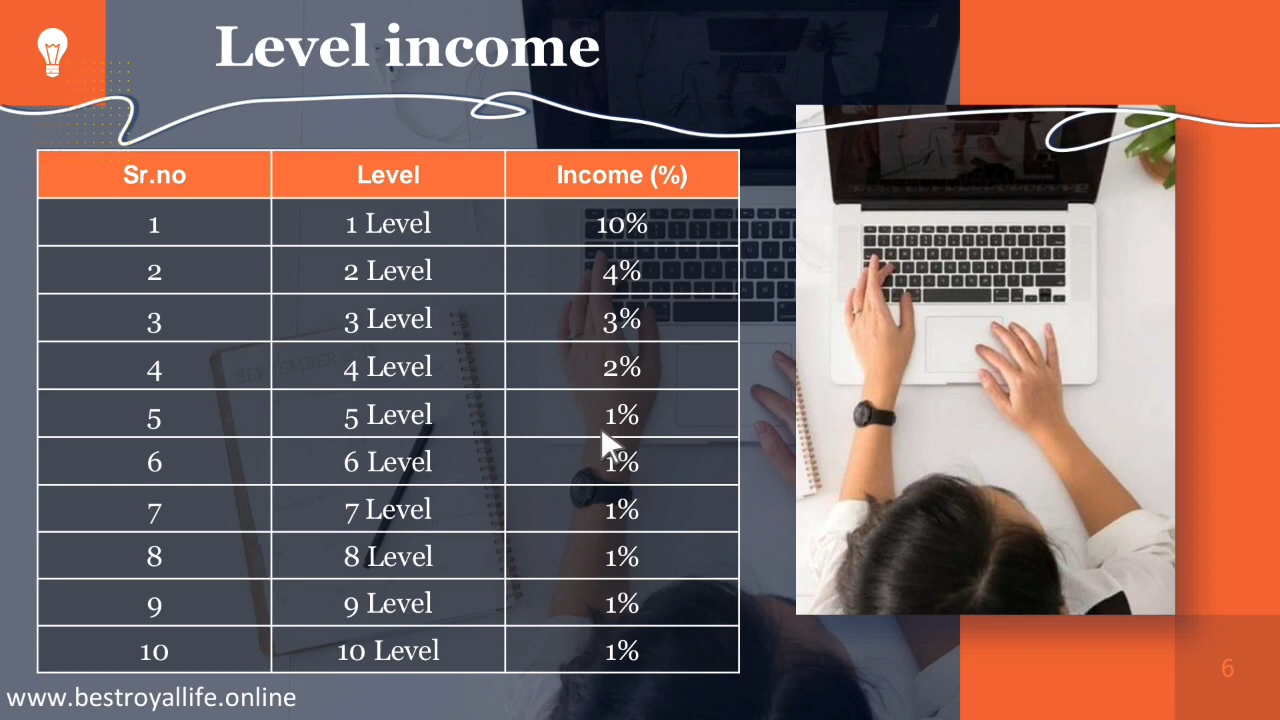 Level income
Sr.no Level Income (%)
1 1 Level 10%
2 2 Level 4%
3 3 Level 3%
4 4 Level 2%
5 5 Level 1%
6 6 Level 1%
7 7 Level 1%
8 8 Level 1%
9 9 Level 1%
10 10 Level 1%
SEPTEMBER
www.bestroyallife.online
6